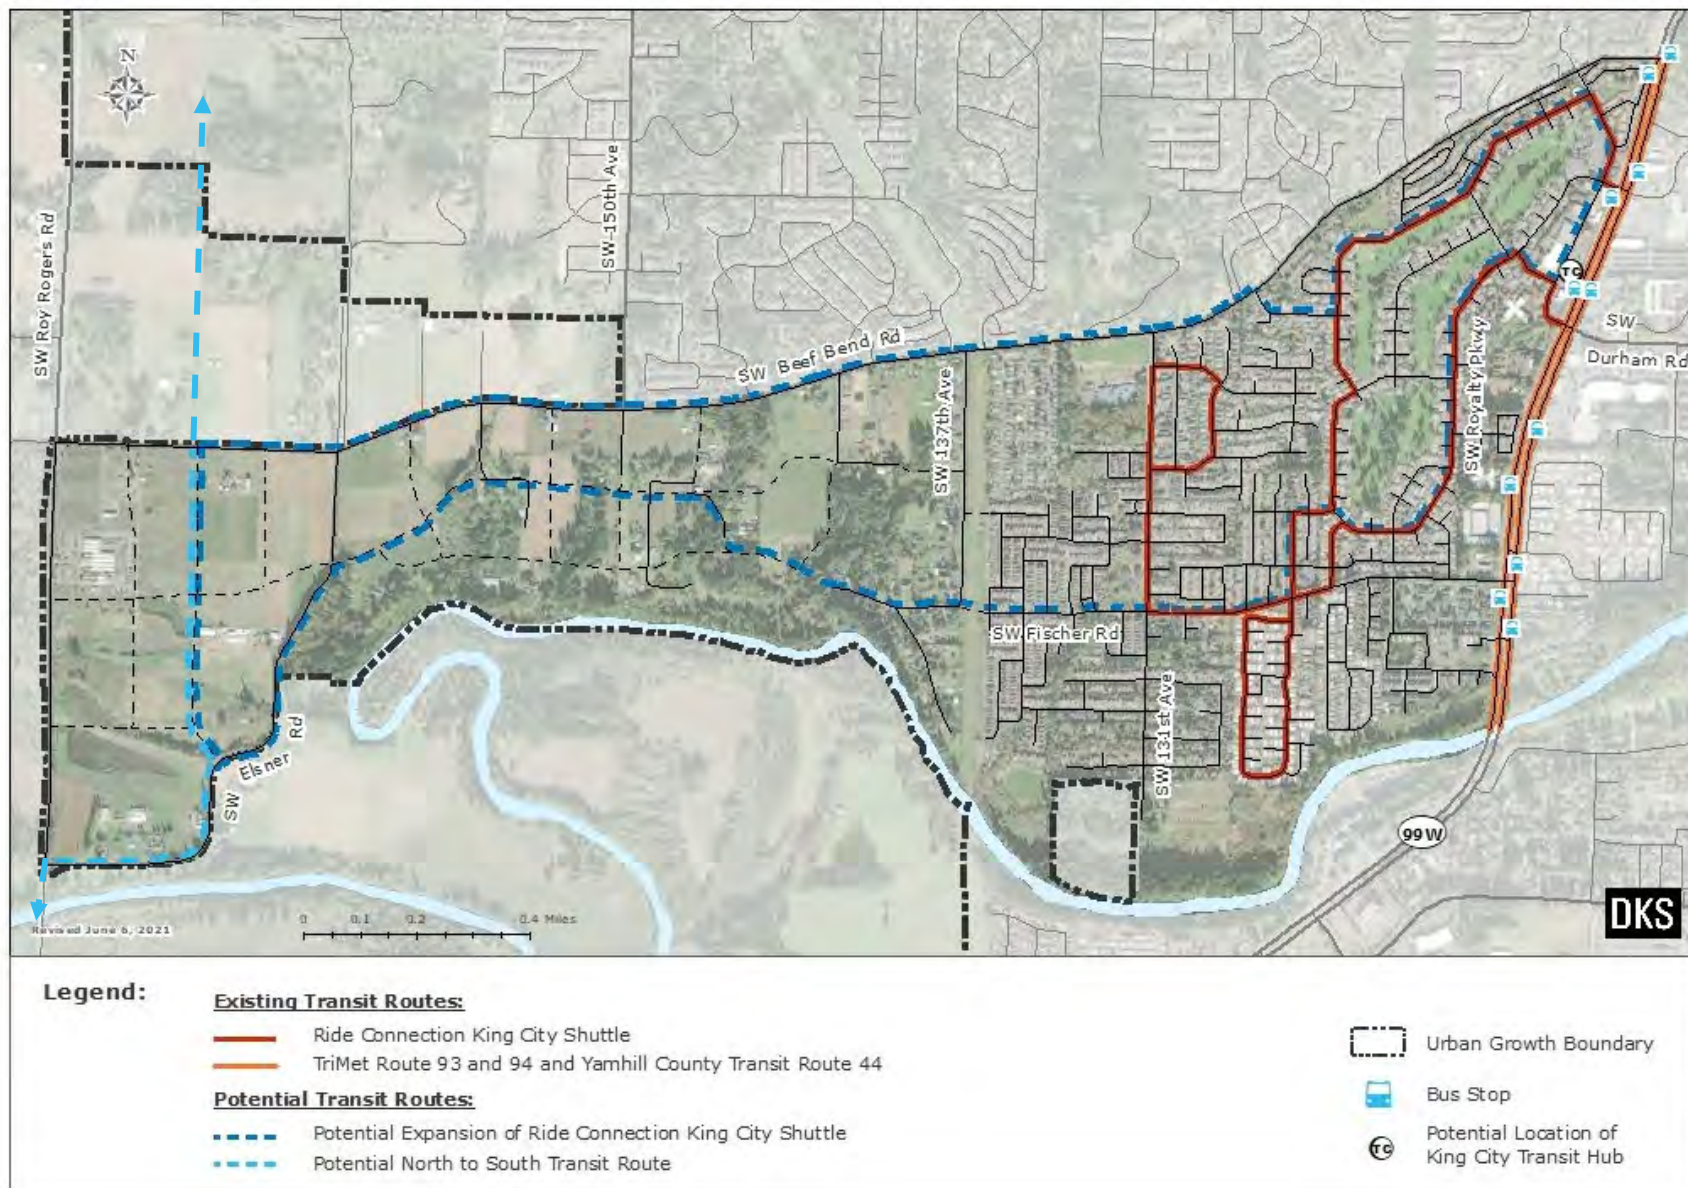 N
SW Roy Rogers Rd
SW 150th Ave
SW Beef Bend Rd
SW 137th Ave
SW Royalty Pkwy
TC
SW
Durham Rd
SW Fischer Rd
SW 131st Ave
SW Elsner Rd
99W
DKS
0 0.1 0.2 0.4 Miles
Revised June 6, 2021
Legend:
Existing Transit Routes:
Ride Connection King City Shuttle
TriMet Route 93 and 94 and Yamhill County Transit Route 44
Potential Transit Routes:
Potential Expansion of Ride Connection King City Shuttle
Potential North to South Transit Route
Urban Growth Boundary
Bus Stop
TC
Potential Location of
King City Transit Hub